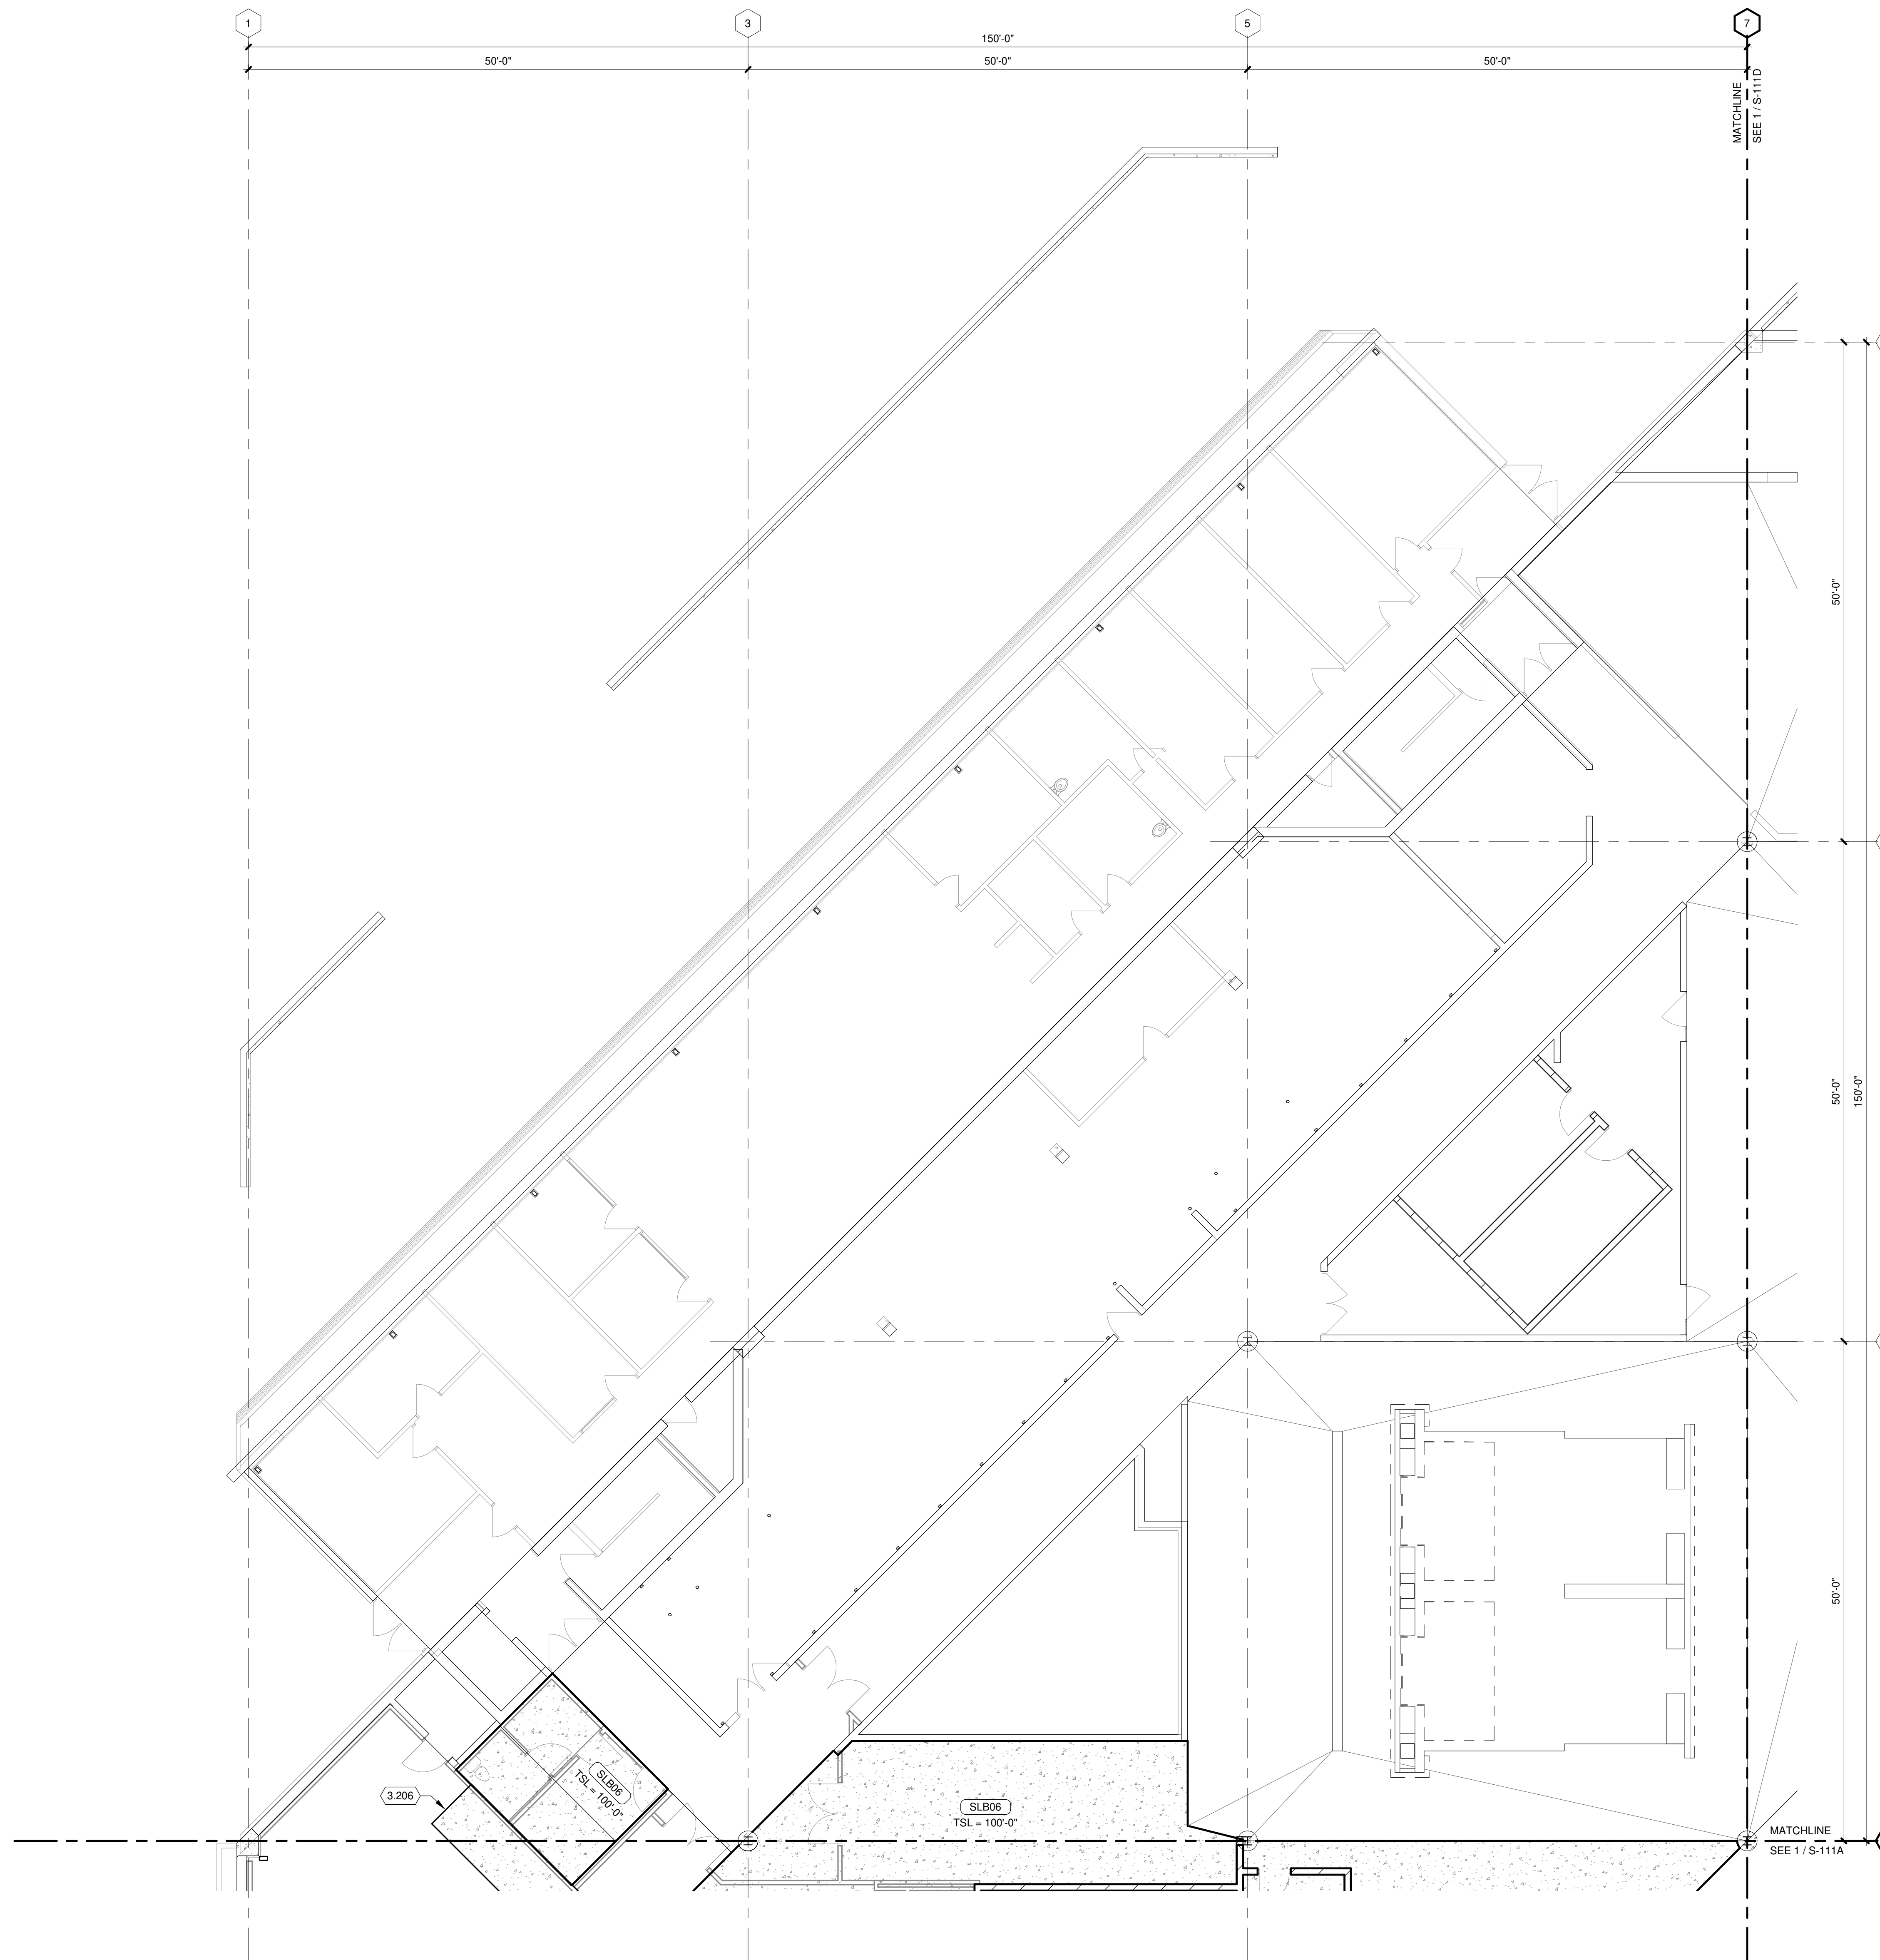 1
3
5
7
150'-0"
50'-0"
50'-0"
50'-0"
MATCHLINE
SEE 1 / S-111D
50'-0"
50'-0"
150'-0"
50'-0"
3.206
SLB06
TSL = 100'-0"
SLB06
TSL = 100'-0"
MATCHLINE
SEE 1 / S-111A